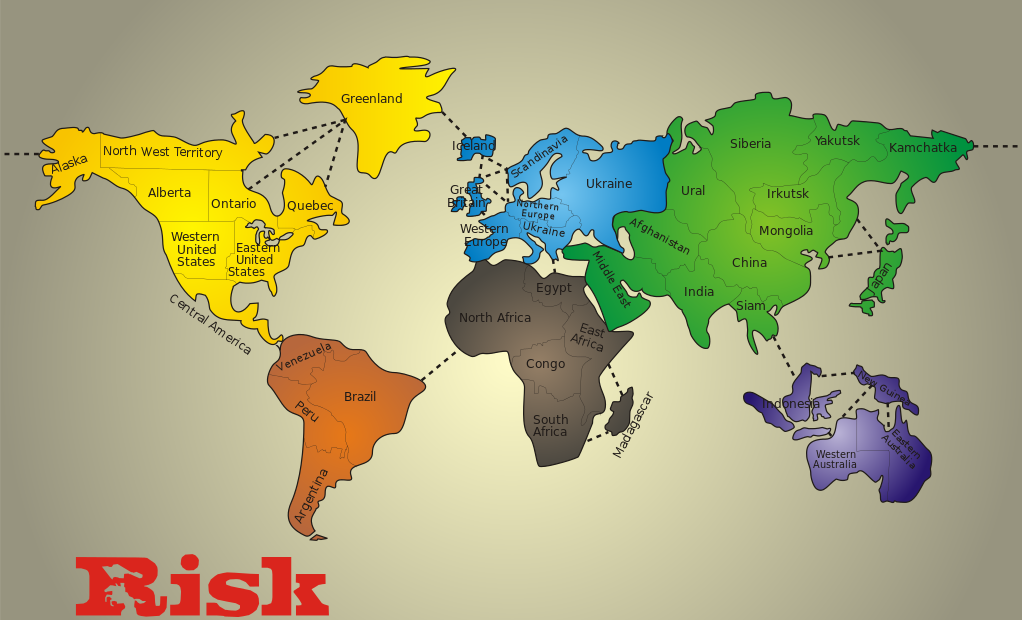 Greenland
Alaska
North West Territory
Alberta
Ontario
Quebec
Western
United
States
Eastern
United
States
Central America
Venezuela
Brazil
Peru
Argentina
Iceland
Scandinavia
Great
Britain
Ukraine
Northern
Europe
Ukraine
Western
Europe
Siberia
Yakutsk
Kamchatka
Ural
Irkutsk
Mongolia
Afghanistan
China
Japan
Middle East
India
Siam
Egypt
North Africa
East
Africa
Congo
South
Africa
Madagascar
Indonesia
New Guinea
Western
Australia
Eastern
Australia
Risk